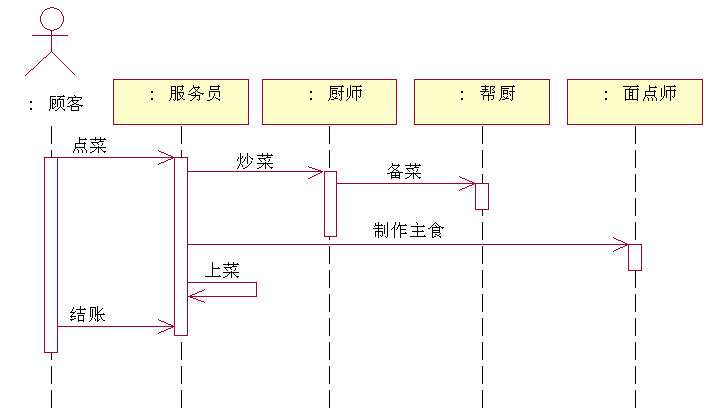 : 顾客
: 服务员
: 厨师
: 帮厨
: 面点师
点菜
炒菜
备菜
制作主食
上菜
结账